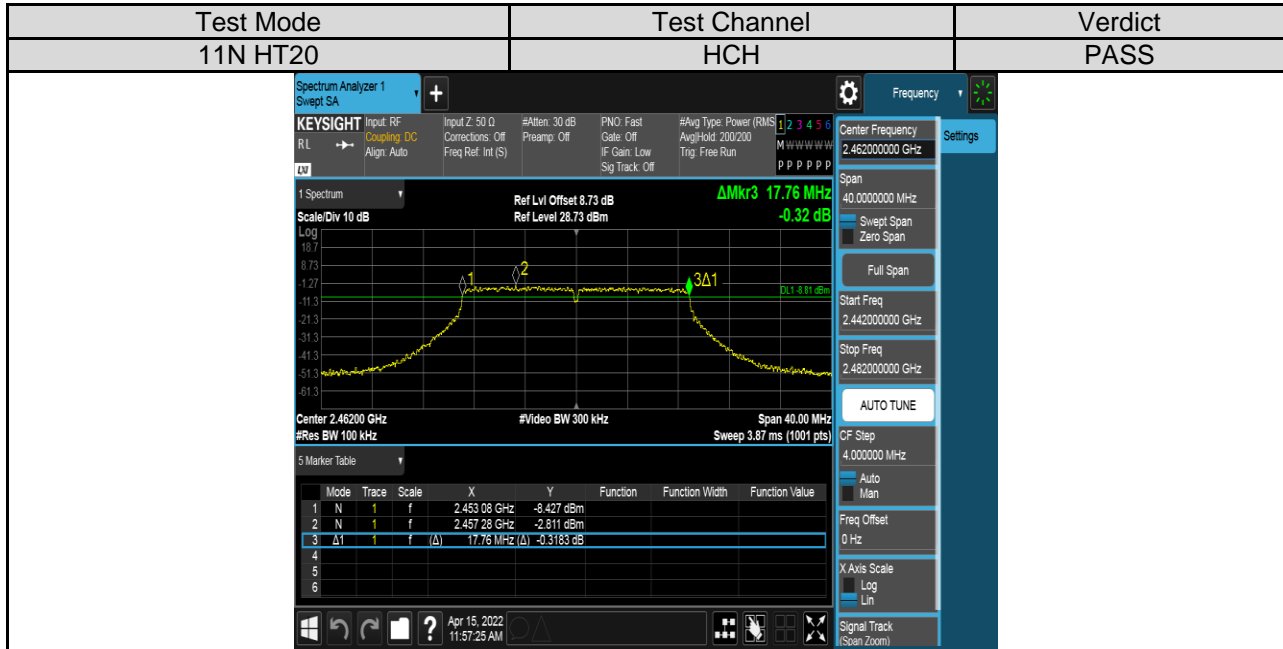 Test Mode Test Channel Verdict
11N HT20 HCH PASS
Spectrum Analyzer 1
Swept SA
Frequency
KEYSIGHT Input: RF Input Z: 50 Ω #Atten: 30 dB PNO: Fast #Avg Type: Power (RMS 1 2 3 4 5 6
RL Coupling: DC Corrections: Off Preamp: Off Gate: Off Avg|Hold: 200/200 M W W W W W
Align: Auto Freq Ref: Int (S) IF Gain: Low Trig: Free Run
LXI Sig Track: Off P P P P P P
1 Spectrum
Ref Lvl Offset 8.73 dB ΔMkr3 17.76 MHz
Scale/Div 10 dB Ref Level 28.73 dBm -0.32 dB
Log
18.7
8.73
-1.27
-11.3
-21.3
-31.3
-41.3
-51.3
-61.3
1 2 3Δ1
DL1 -8.81 dBm
Center 2.46200 GHz #Video BW 300 kHz Span 40.00 MHz
#Res BW 100 kHz Sweep 3.87 ms (1001 pts)
5 Marker Table
Mode Trace Scale X Y Function Function Width Function Value
1 N 1 f 2.453 08 GHz -8.427 dBm
2 N 1 f 2.457 28 GHz -2.811 dBm
3 Δ1 1 f (Δ) 17.76 MHz (Δ) -0.3183 dB
4
5
6
? Apr 15, 2022
11:57:25 AM
Center Frequency
2.462000000 GHz
Settings
Span
40.0000000 MHz
Swept Span
Zero Span
Full Span
Start Freq
2.442000000 GHz
Stop Freq
2.482000000 GHz
AUTO TUNE
CF Step
4.000000 MHz
Auto
Man
Freq Offset
0 Hz
X Axis Scale
Log
Lin
Signal Track
(Span Zoom)